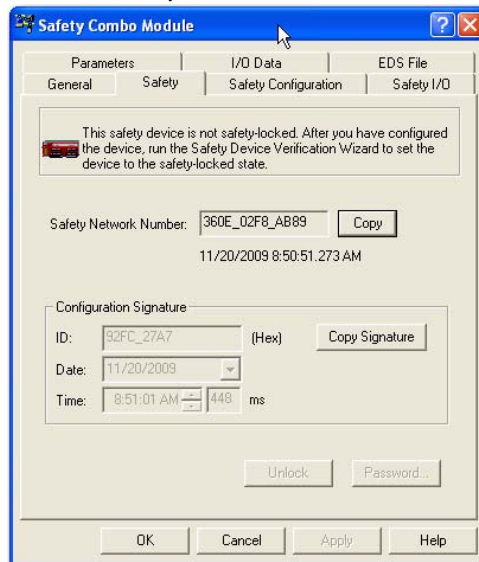 Safety Combo Module
Parameters I/O Data EDS File
General Safety Safety Configuration Safety I/O
This safety device is not safety-locked. After you have configured
the device, run the Safety Device Verification Wizard to set the
device to the safety-locked state.
Safety Network Number: 360E_02F8_AB89 Copy
11/20/2009 8:50:51.273 AM
Configuration Signature
ID: 92FC_27A7 (Hex) Copy Signature
Date: 11/20/2009
Time: 8:51:01 AM 448 ms
Unlock Password...
OK Cancel Apply Help